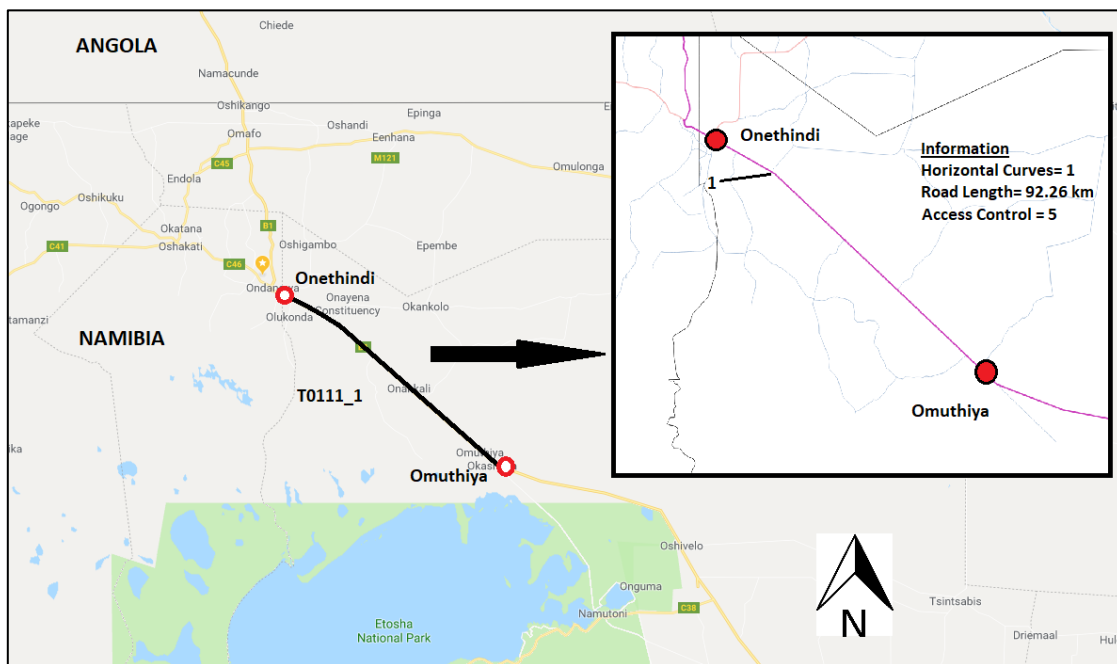 Chiede
ANGOLA
Namacunde
Oshikango
Epinga
Oshandi
Omafo
Eenhana
M121
C45
Omulonga
Endola
Oshikuku
Ogongo
B1
Okatana
C41
Oshakati
Oshigambo
Epembe
C46
Onethindi
Onayena
Constituency
Okankolo
Olukonda
NAMIBIA
T0111_1
Omuthiya
Omuthiya
Oshivelo
Onguma
Namutoni
C38
Etosha
National Park
Tsintsabis
Driemaal
N
Onethindi
1
Information
Horizontal Curves= 1
Road Length= 92.26 km
Access Control = 5
Omuthiya